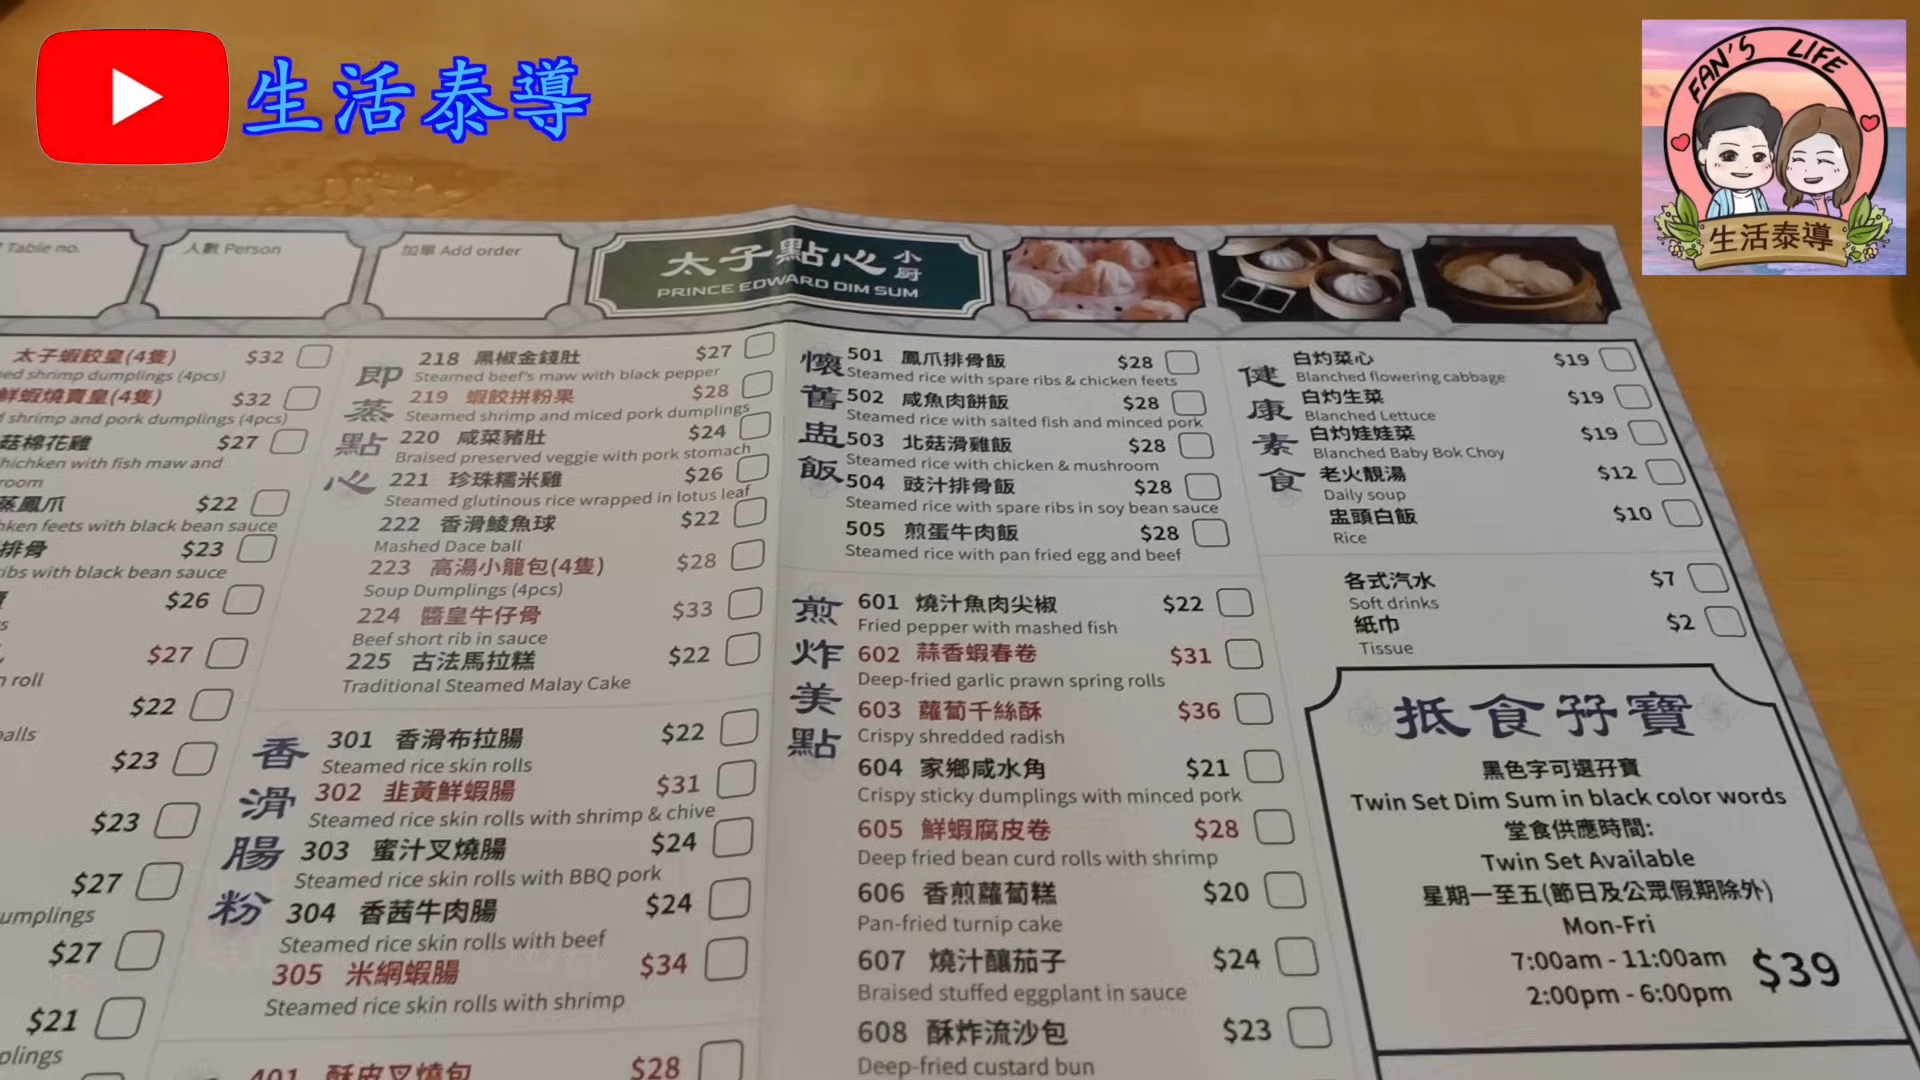 生活泰導
FAN'S LIFE
生活泰導
Table no.
人數 Person
加單 Add order
太子點心小厨
PRINCE EDWARD DIM SUM
太子蝦餃皇(4隻) $32
shrimp dumplings (4pcs)
鮮蝦燒賣皇(4隻) $32
shrimp and pork dumplings (4pcs)
菇棉花雞 $27
with fish maw and
蒸鳳爪 $22
feets with black bean sauce
排骨 $23
with black bean sauce
$26
$27
roll
$22
$23
$23
$27
$27
$21
即蒸點心
218 黑椒金錢肚 $27
Steamed beef's maw with black pepper
219 蝦餃拼粉果 $28
Steamed shrimp and miced pork dumplings
220 咸菜豬肚 $24
Braised preserved veggie with pork stomach
221 珍珠糯米雞 $26
Steamed glutinous rice wrapped in lotus leaf
222 香滑鯪魚球 $22
Mashed Dace ball
223 高湯小籠包(4隻) $28
Soup Dumplings (4pcs)
224 醬皇牛仔骨 $33
Beef short rib in sauce
225 古法馬拉糕 $22
Traditional Steamed Malay Cake
香滑腸粉
301 香滑布拉腸 $22
Steamed rice skin rolls
302 韭黃鮮蝦腸 $31
Steamed rice skin rolls with shrimp & chive
303 蜜汁叉燒腸 $24
Steamed rice skin rolls with BBQ pork
304 香茜牛肉腸 $24
Steamed rice skin rolls with beef
305 米網蝦腸 $34
Steamed rice skin rolls with shrimp
401 酥皮叉燒包 $28
懷舊盅飯
501 鳳爪排骨飯 $28
Steamed rice with spare ribs & chicken feets
502 咸魚肉餅飯 $28
Steamed rice with salted fish and minced pork
503 北菇滑雞飯 $28
Steamed rice with chicken & mushroom
504 豉汁排骨飯 $28
Steamed rice with spare ribs in soy bean sauce
505 煎蛋牛肉飯 $28
Steamed rice with pan fried egg and beef
煎炸美點
601 燒汁魚肉尖椒 $22
Fried pepper with mashed fish
602 蒜香蝦春卷 $31
Deep-fried garlic prawn spring rolls
603 蘿蔔千絲酥 $36
Crispy shredded radish
604 家鄉咸水角 $21
Crispy sticky dumplings with minced pork
605 鮮蝦腐皮卷 $28
Deep fried bean curd rolls with shrimp
606 香煎蘿蔔糕 $20
Pan-fried turnip cake
607 燒汁釀茄子 $24
Braised stuffed eggplant in sauce
608 酥炸流沙包 $23
Deep-fried custard bun
健康素食
白灼菜心 $19
Blanched flowering cabbage
白灼生菜 $19
Blanched Lettuce
白灼娃娃菜 $19
Blanched Baby Bok Choy
老火靚湯 $12
Daily soup
盅頭白飯 $10
Rice
各式汽水 $7
Soft drinks
紙巾 $2
Tissue
抵食孖寶
黑色字可選孖寶
Twin Set Dim Sum in black color words
堂食供應時間:
Twin Set Available
星期一至五(節日及公眾假期除外)
Mon-Fri
7:00am - 11:00am
2:00pm - 6:00pm
$39